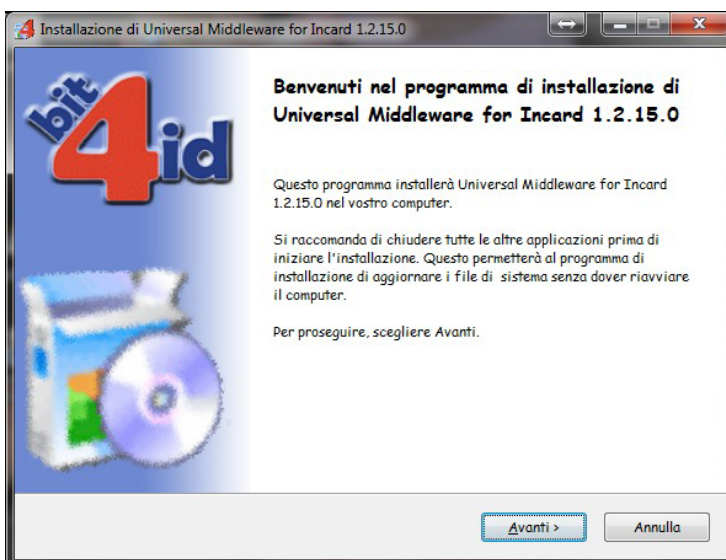 Installazione di Universal Middleware for Incard 1.2.15.0
bit
4id
Benvenuti nel programma di installazione di
Universal Middleware for Incard 1.2.15.0
Questo programma installerà Universal Middleware for Incard
1.2.15.0 nel vostro computer.
Si raccomanda di chiudere tutte le altre applicazioni prima di
iniziare l'installazione. Questo permetterà al programma di
installazione di aggiornare i file di sistema senza dover riavviare
il computer.
Per proseguire, scegliere Avanti.
Avanti >
Annulla